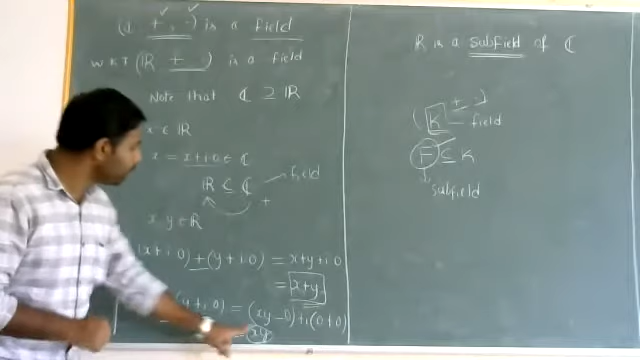 (ℂ +, ·) is a field
W.K.T (ℝ + ) is a field
Note that ℂ ⊇ ℝ
x ∈ ℝ
x = x+i.0 ∈ ℂ
ℝ ⊆ ℂ — field
+
x y ∈ ℝ
(x+i.0) + (y+i.0) = x+y+i.0
= x+y
(y+i.0) = (xy-0)+i(0+0)
= xy
ℝ is a subfield of ℂ
(K + ·) — field
F ⊆ K
subfield